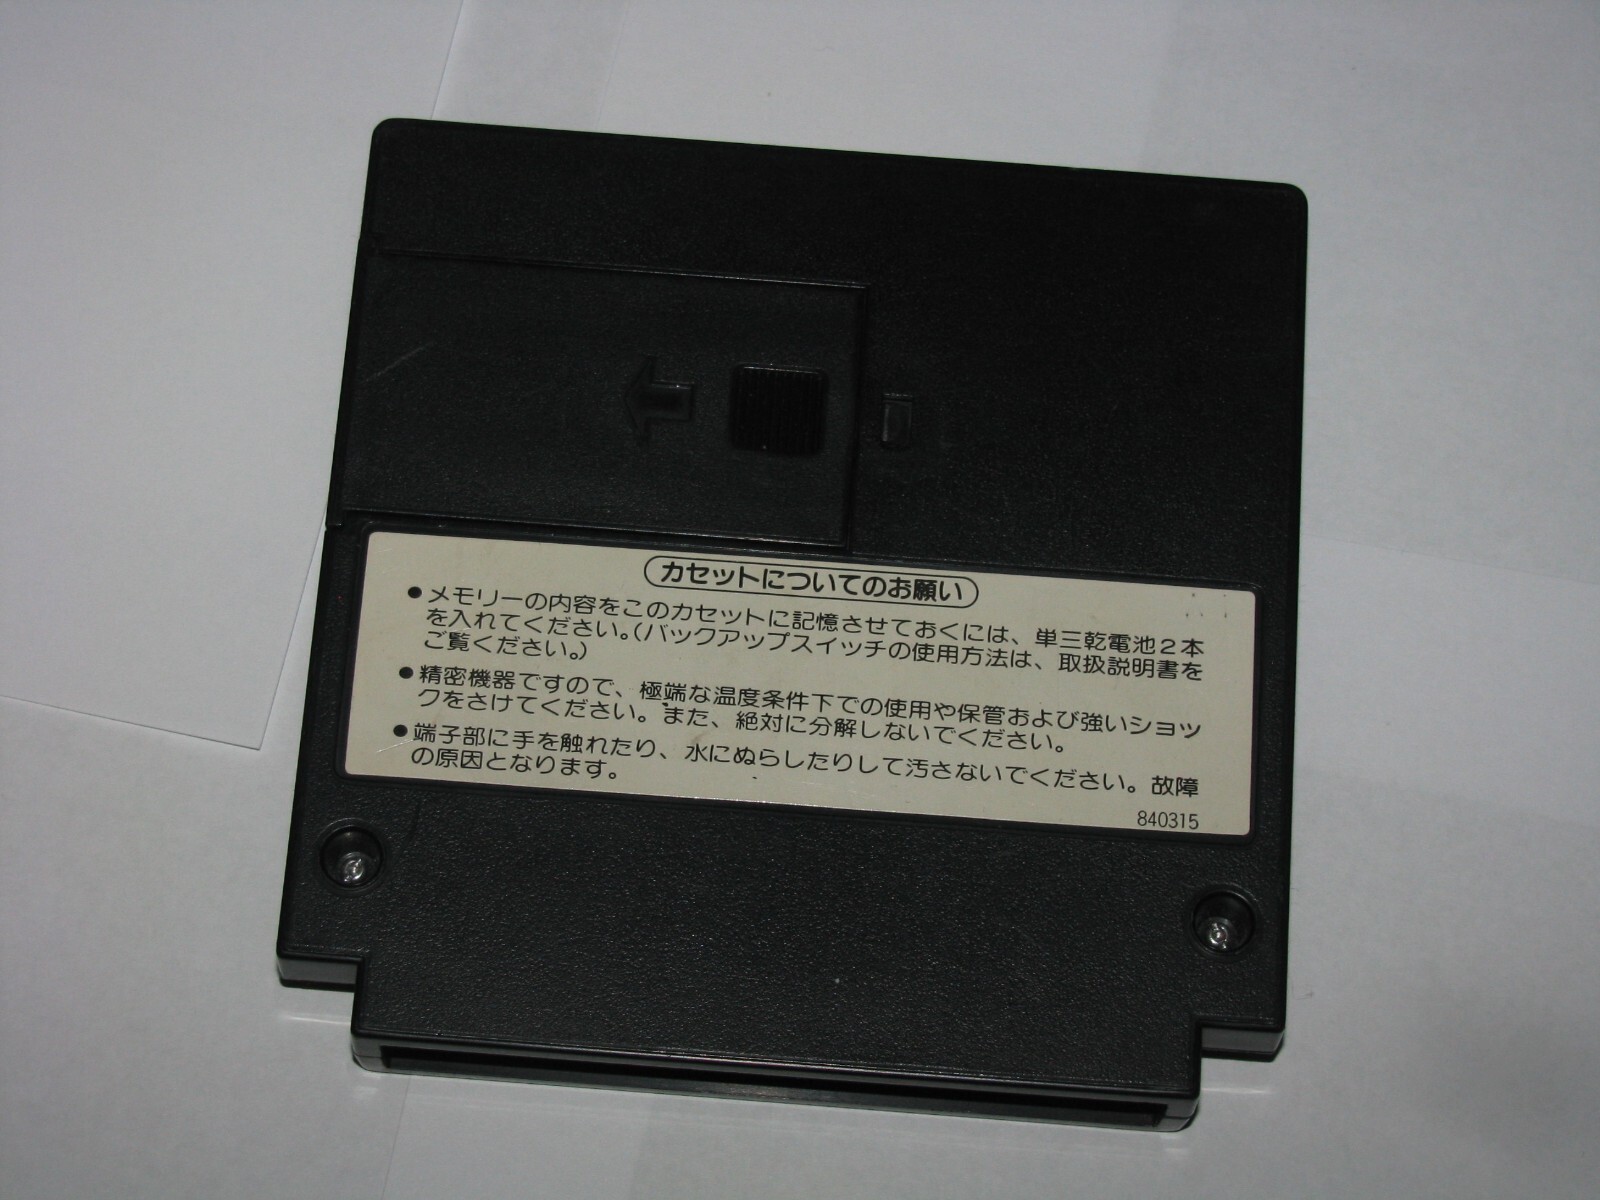 カセットについてのお願い
●メモリーの内容をこのカセットに記憶させておくには、単三乾電池2本
を入れてください。(バックアップスイッチの使用方法は、取扱説明書を
ご覧ください。)
●精密機器ですので、極端な温度条件下での使用や保管および強いショッ
クをさけてください。また、絶対に分解しないでください。
●端子部に手を触れたり、水にぬらしたりして汚さないでください。故障
の原因となります。
840315